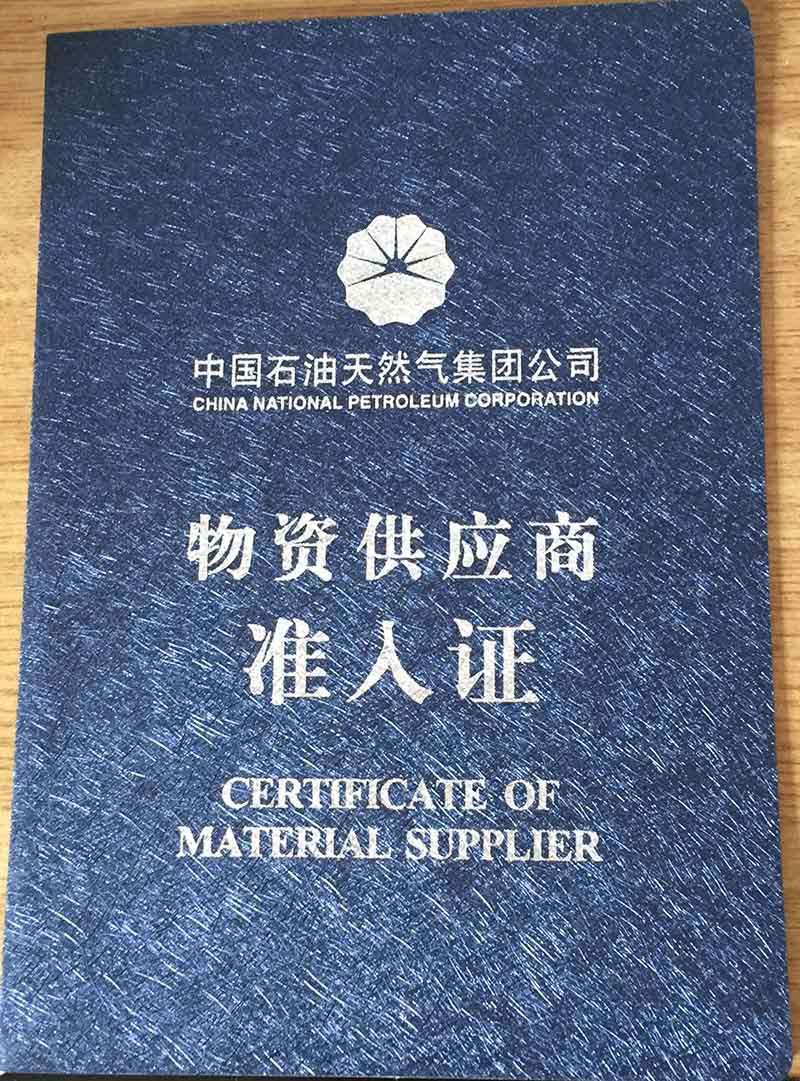 中国石油天然气集团公司
CHINA NATIONAL PETROLEUM CORPORATION
物资供应商
准入证
CERTIFICATE OF
MATERIAL SUPPLIER